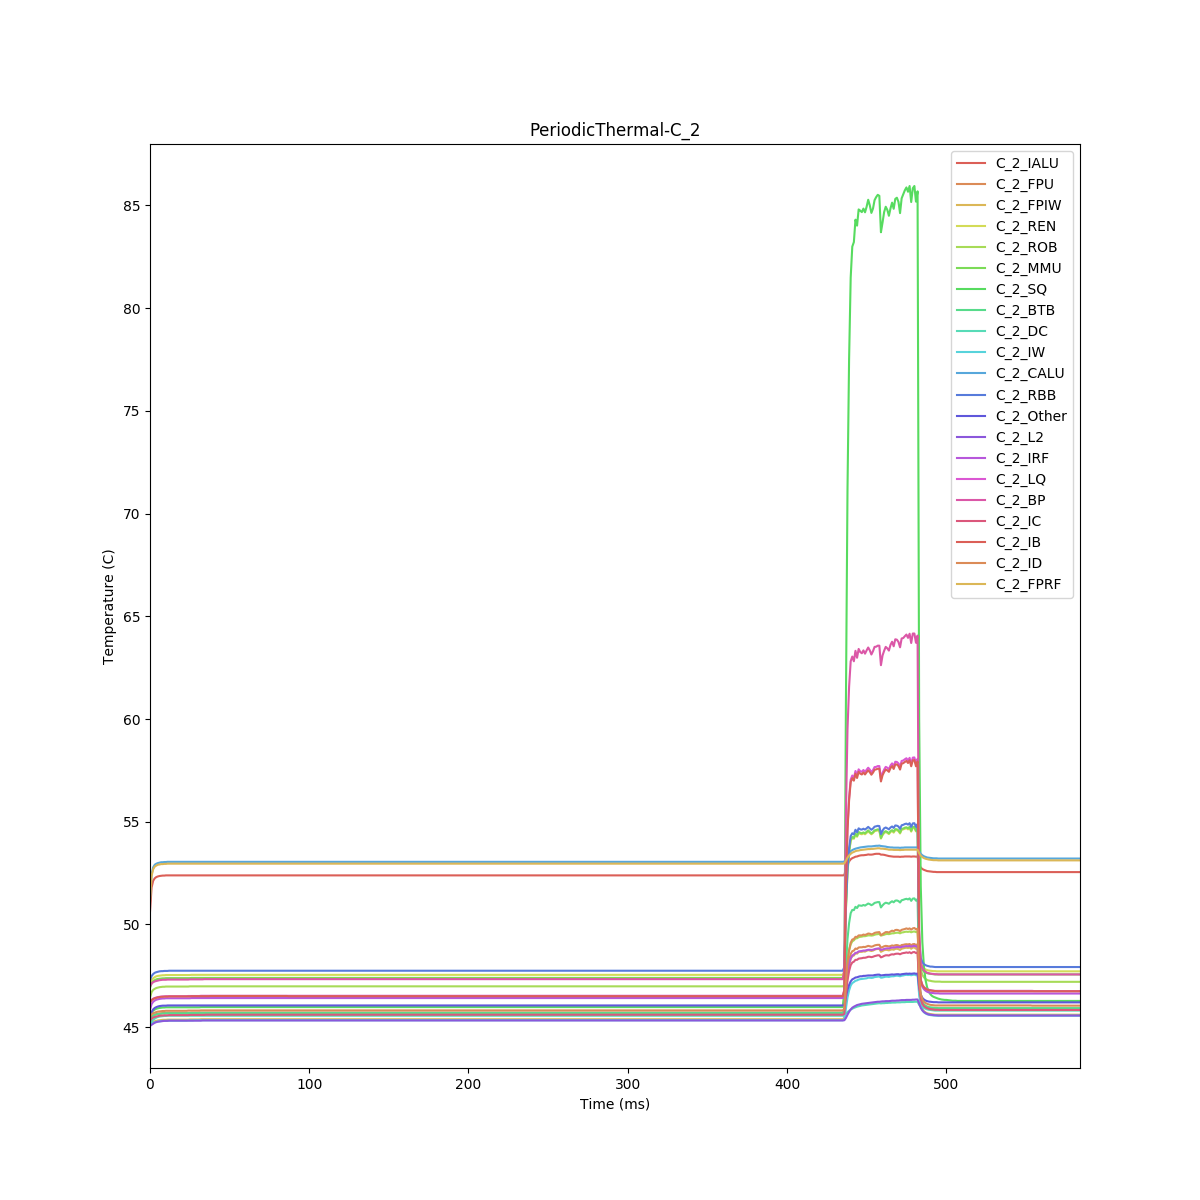 PeriodicThermal-C_2
C_2_IALU
C_2_FPU
C_2_FPIW
C_2_REN
C_2_ROB
C_2_MMU
C_2_SQ
C_2_BTB
C_2_DC
C_2_IW
C_2_CALU
C_2_RBB
C_2_Other
C_2_L2
C_2_IRF
C_2_LQ
C_2_BP
C_2_IC
C_2_IB
C_2_ID
C_2_FPRF
85
80
75
70
65
60
55
50
45
Temperature (C)
0 100 200 300 400 500
Time (ms)